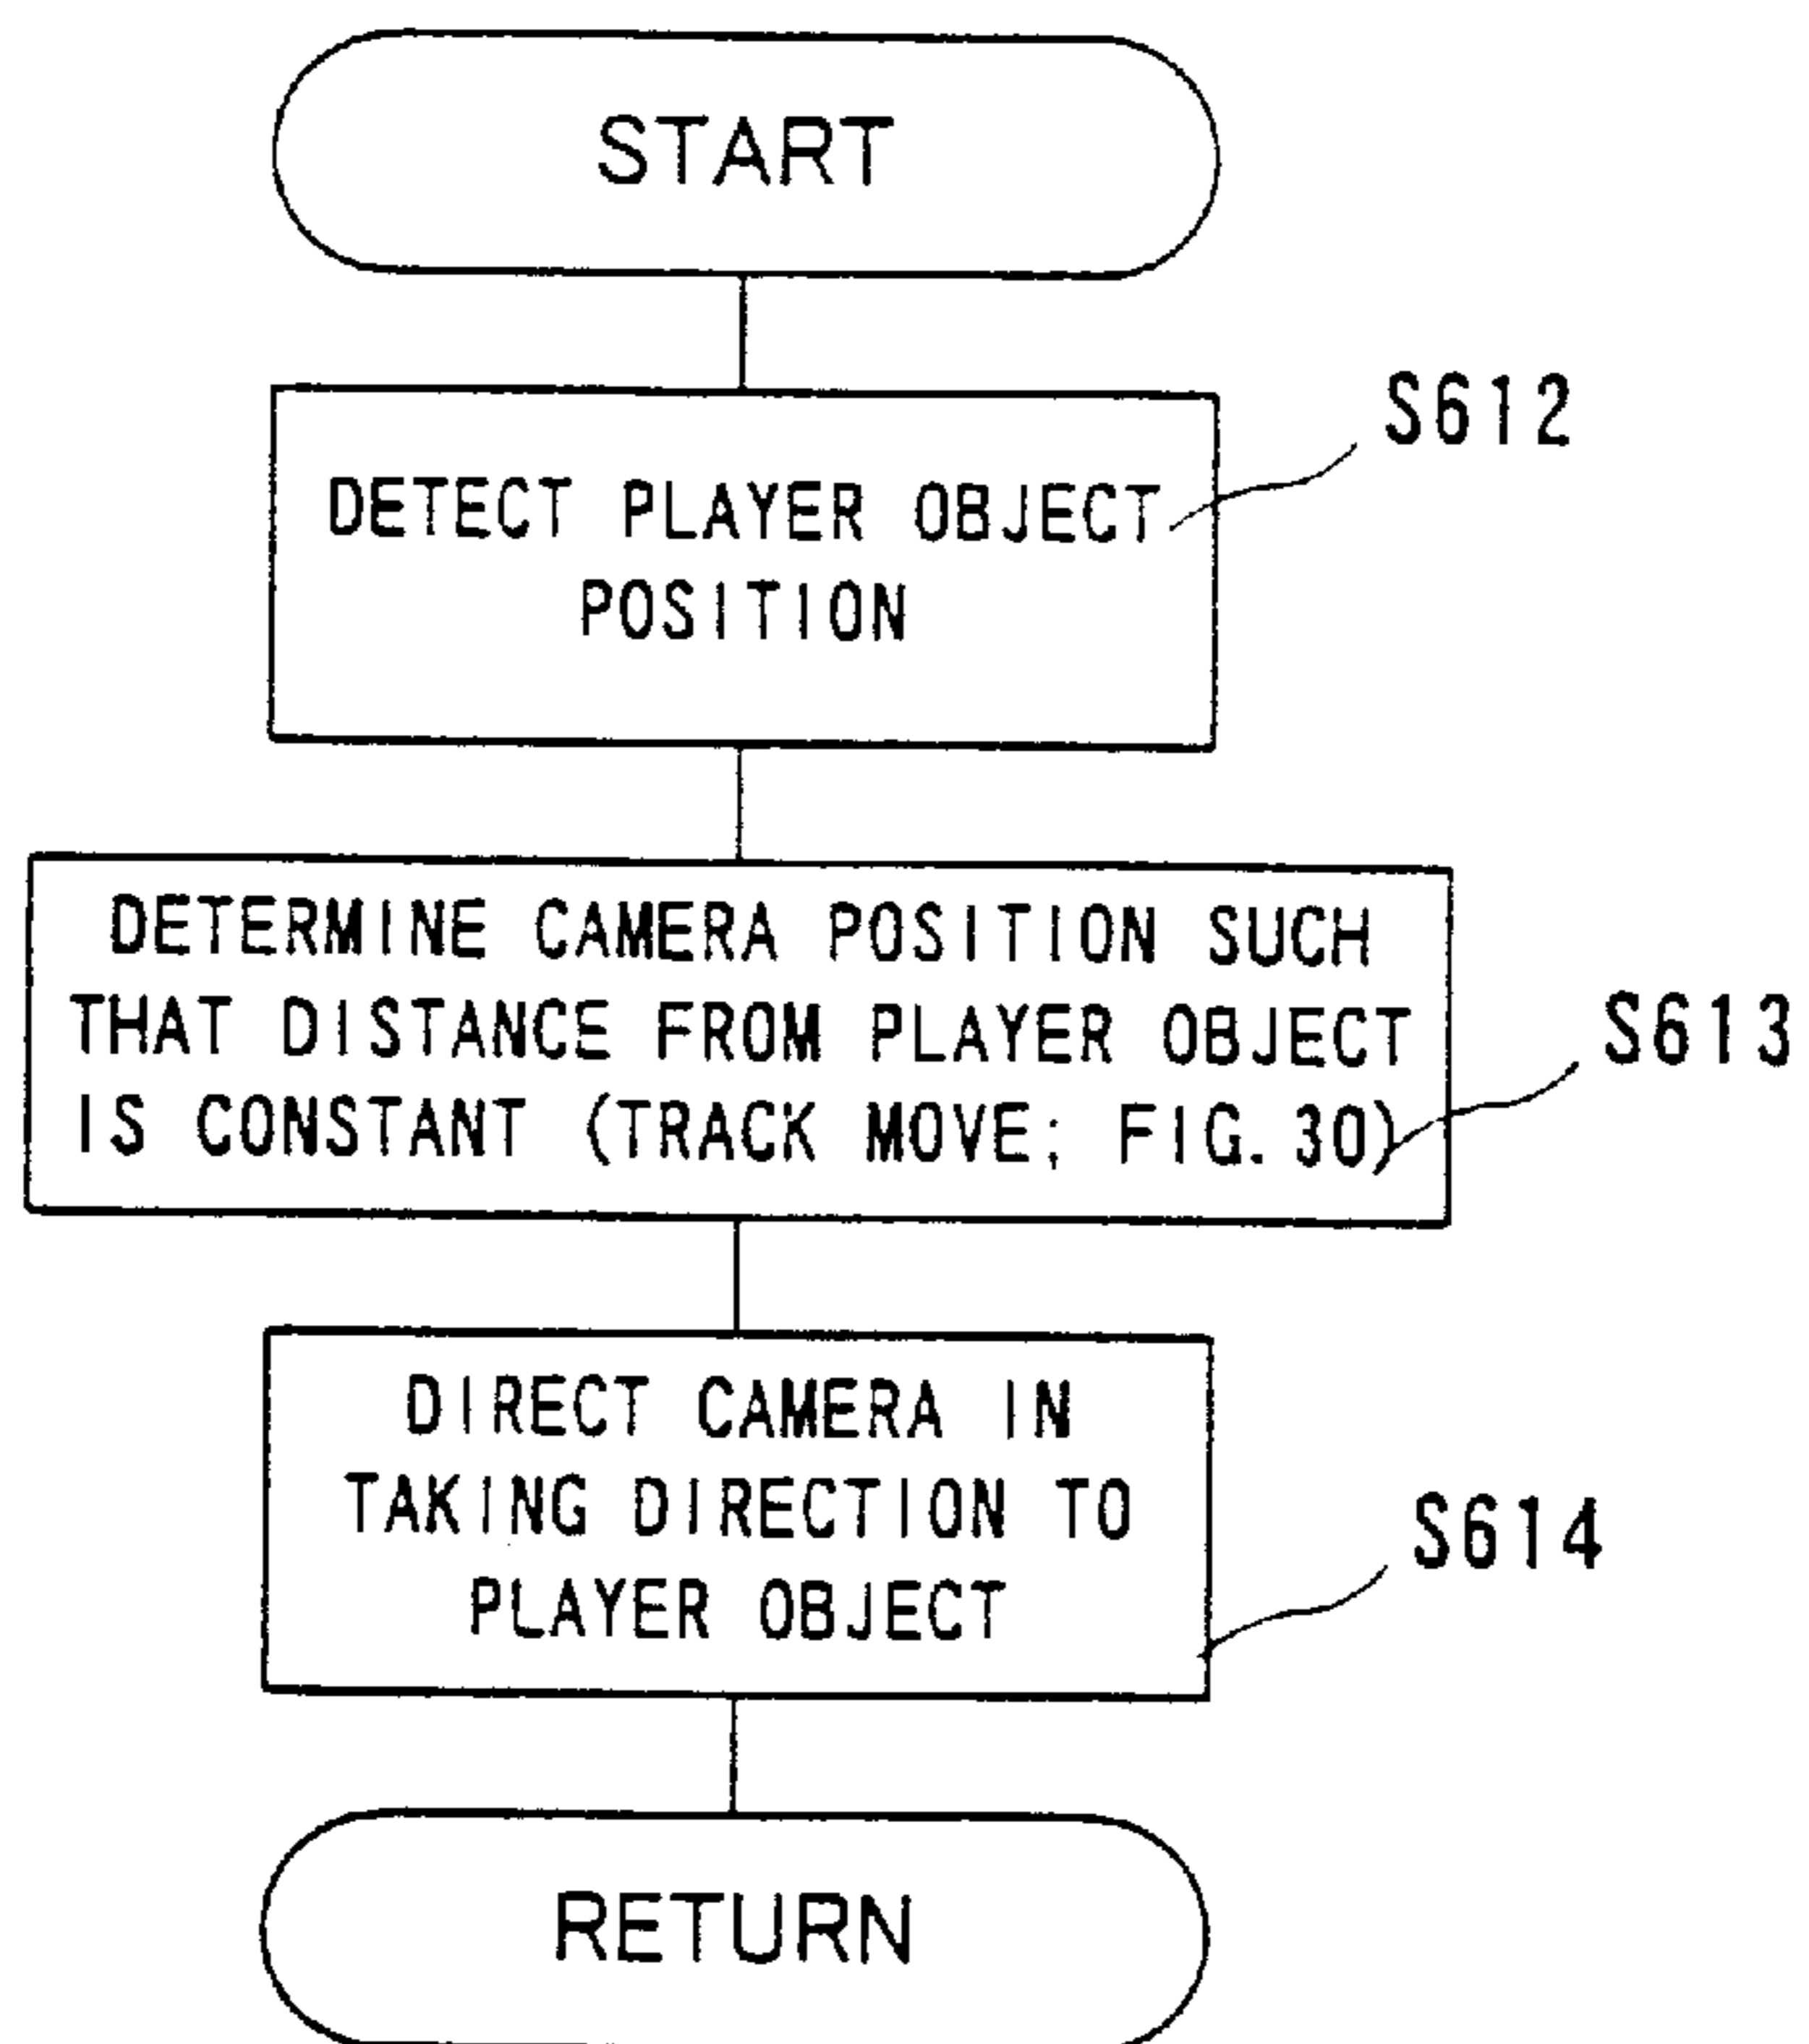 START
S612
DETECT PLAYER OBJECT
POSITION
DETERMINE CAMERA POSITION SUCH
THAT DISTANCE FROM PLAYER OBJECT
IS CONSTANT (TRACK MOVE; FIG. 30)
S613
DIRECT CAMERA IN
TAKING DIRECTION TO
PLAYER OBJECT
S614
RETURN